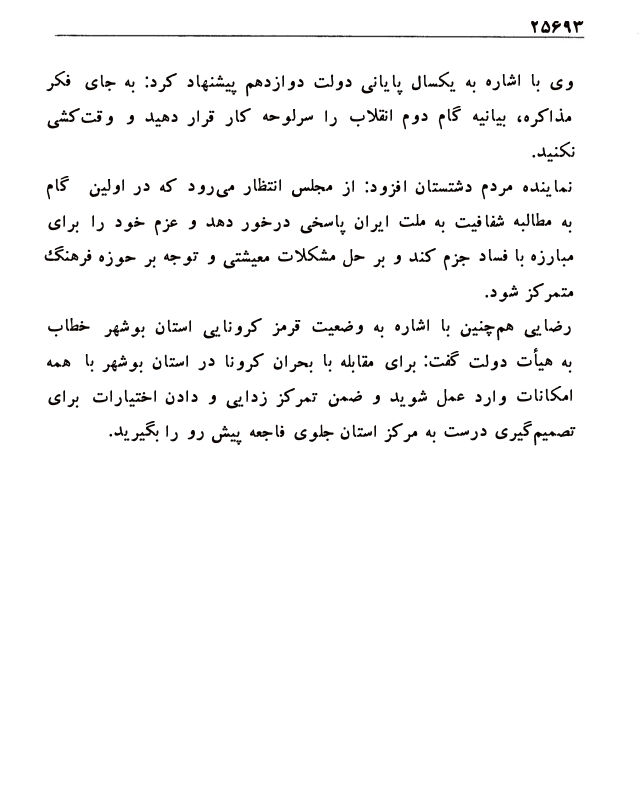 ۲۵۶۹۳
وی با اشاره به یکسال پایانی دولت دوازدهم پیشنهاد کرد: به جای فکر
مذاکره، بیانیه گام دوم انقلاب را سرلوحه کار قرار دهید و وقت‌کشی
نکنید.
نماینده مردم دشتستان افزود: از مجلس انتظار می‌رود که در اولین گام
به مطالبه شفافیت به ملت ایران پاسخی درخور دهد و عزم خود را برای
مبارزه با فساد جزم کند و بر حل مشکلات معیشتی و توجه بر حوزه فرهنگ
متمرکز شود.
رضایی هم‌چنین با اشاره به وضعیت قرمز کرونایی استان بوشهر خطاب
به هیأت دولت گفت: برای مقابله با بحران کرونا در استان بوشهر با همه
امکانات وارد عمل شوید و ضمن تمرکز زدایی و دادن اختیارات برای
تصمیم‌گیری درست به مرکز استان جلوی فاجعه پیش رو را بگیرید.